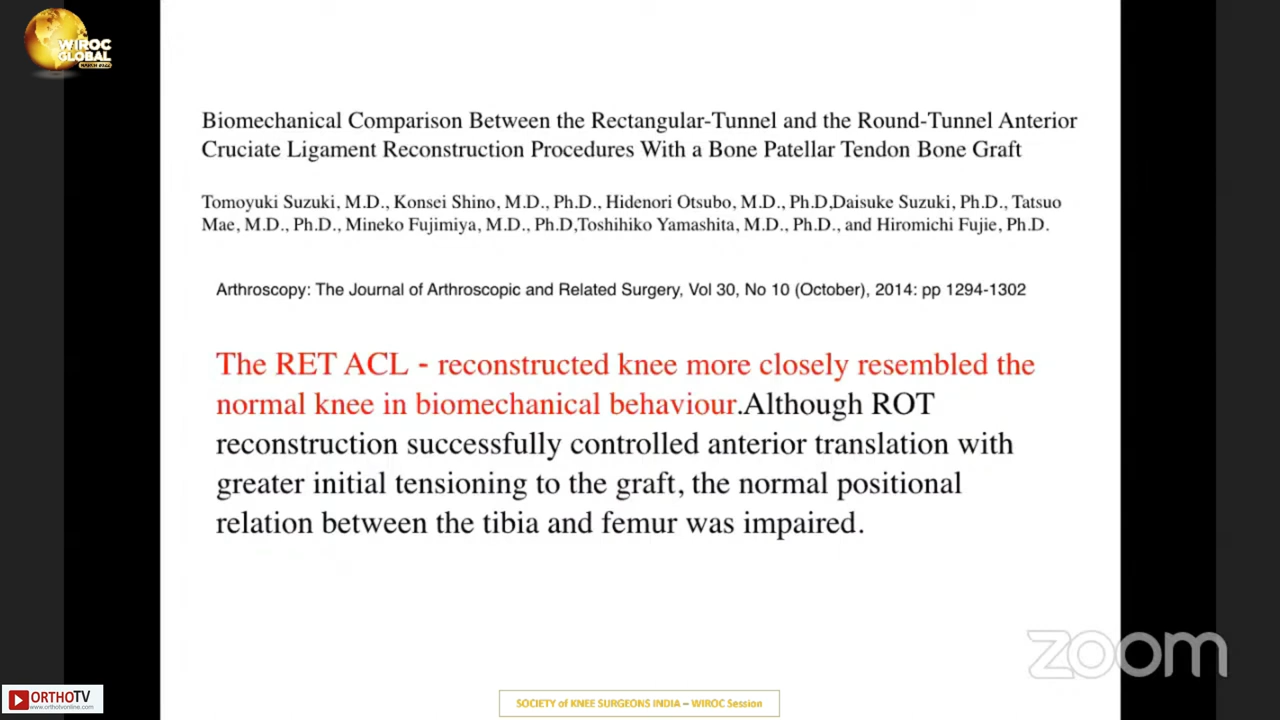 WIROC
GLOBAL
Biomechanical Comparison Between the Rectangular-Tunnel and the Round-Tunnel Anterior
Cruciate Ligament Reconstruction Procedures With a Bone Patellar Tendon Bone Graft
Tomoyuki Suzuki, M.D., Konsei Shino, M.D., Ph.D., Hidenori Otsubo, M.D., Ph.D,Daisuke Suzuki, Ph.D., Tatsuo
Mae, M.D., Ph.D., Mineko Fujimiya, M.D., Ph.D,Toshihiko Yamashita, M.D., Ph.D., and Hiromichi Fujie, Ph.D.
Arthroscopy: The Journal of Arthroscopic and Related Surgery, Vol 30, No 10 (October), 2014: pp 1294-1302
The RET ACL - reconstructed knee more closely resembled the
normal knee in biomechanical behaviour.Although ROT
reconstruction successfully controlled anterior translation with
greater initial tensioning to the graft, the normal positional
relation between the tibia and femur was impaired.
zoom
ORTHOTV
www.orthotvonline.com
SOCIETY of KNEE SURGEONS INDIA – WIROC Session